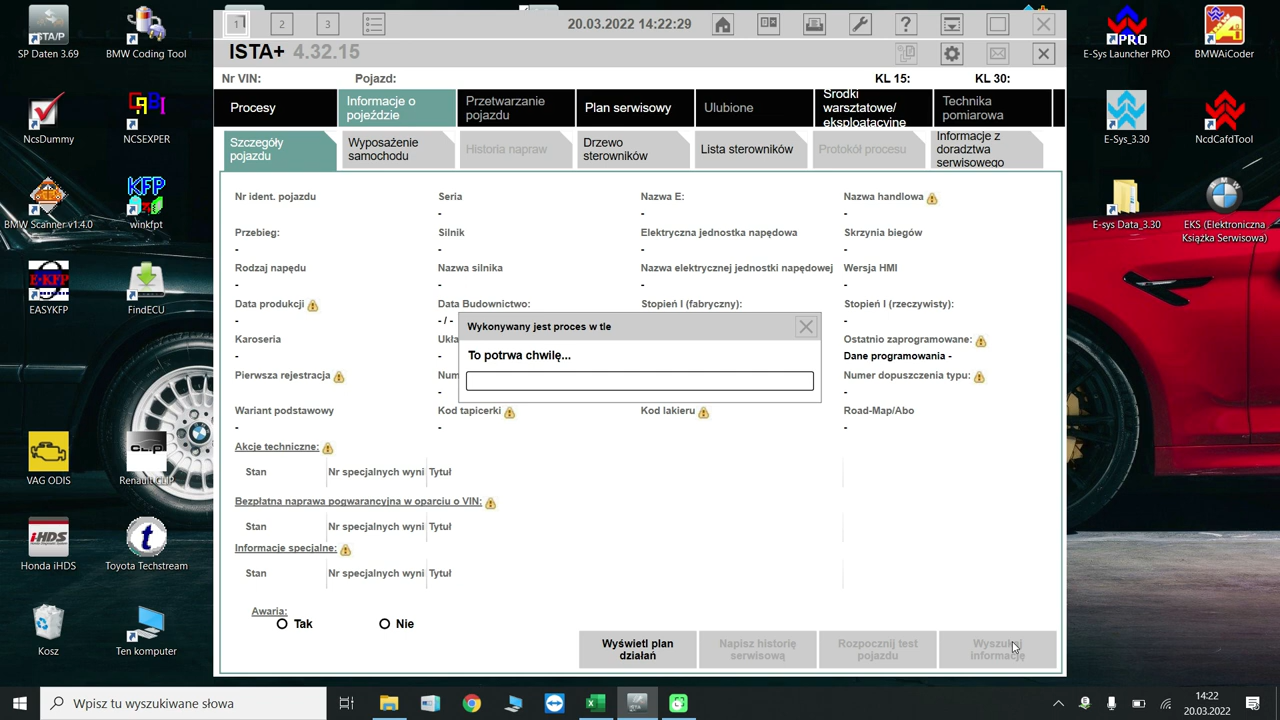 SP Daten 3.69
BMW Coding Tool
NcsDummy
NCSEXPER
BMW Scanner v1.4.0
winkfpt
EASYKFP
FindECU
VAG ODIS
Renault CLIP
Honda iHDS
Toyota Techstream
Kosz
Ten komputer
1
2
3
20.03.2022 14:22:29
ISTA+ 4.32.15
Nr VIN:
Pojazd:
KL 15:
KL 30:
Procesy
Informacje o pojeździe
Przetwarzanie pojazdu
Plan serwisowy
Ulubione
Środki warsztatowe/ eksploatacyjne
Technika pomiarowa
Szczegóły pojazdu
Wyposażenie samochodu
Historia napraw
Drzewo sterowników
Lista sterowników
Protokół procesu
Informacje z doradztwa serwisowego
Nr ident. pojazdu
Seria
-
Nazwa E:
-
Nazwa handlowa
-
Przebieg:
-
Silnik
-
Elektryczna jednostka napędowa
-
Skrzynia biegów
-
Rodzaj napędu
-
Nazwa silnika
-
Nazwa elektrycznej jednostki napędowej
-
Wersja HMI
-
Data produkcji
-
Data Budownictwo:
- / -
Stopień I (fabryczny):
Stopień I (rzeczywisty):
-
Wykonywany jest proces w tle
To potrwa chwilę...
Karoseria
-
Ukła
-
Ostatnio zaprogramowane:
Dane programowania -
Pierwsza rejestracja
Num
-
Numer dopuszczenia typu:
-
Wariant podstawowy
-
Kod tapicerki
-
Kod lakieru
Road-Map/Abo
-
Akcje techniczne:
Stan
Nr specjalnych wyni
Tytuł
Bezpłatna naprawa pogwarancyjna w oparciu o VIN:
Stan
Nr specjalnych wyni
Tytuł
Informacje specjalne:
Stan
Nr specjalnych wyni
Tytuł
Awaria:
Tak
Nie
Wyświetl plan działań
Napisz historię serwisową
Rozpocznij test pojazdu
Wyszukaj informację
E-Sys Launcher PRO
BMWAiCoder
E-Sys_3.30
NcdCafdTool
E-sys Data_3.30
EKS (Elektroniczna Książka Serwisowa)
Wpisz tu wyszukiwane słowa
14:22
20.03.2022